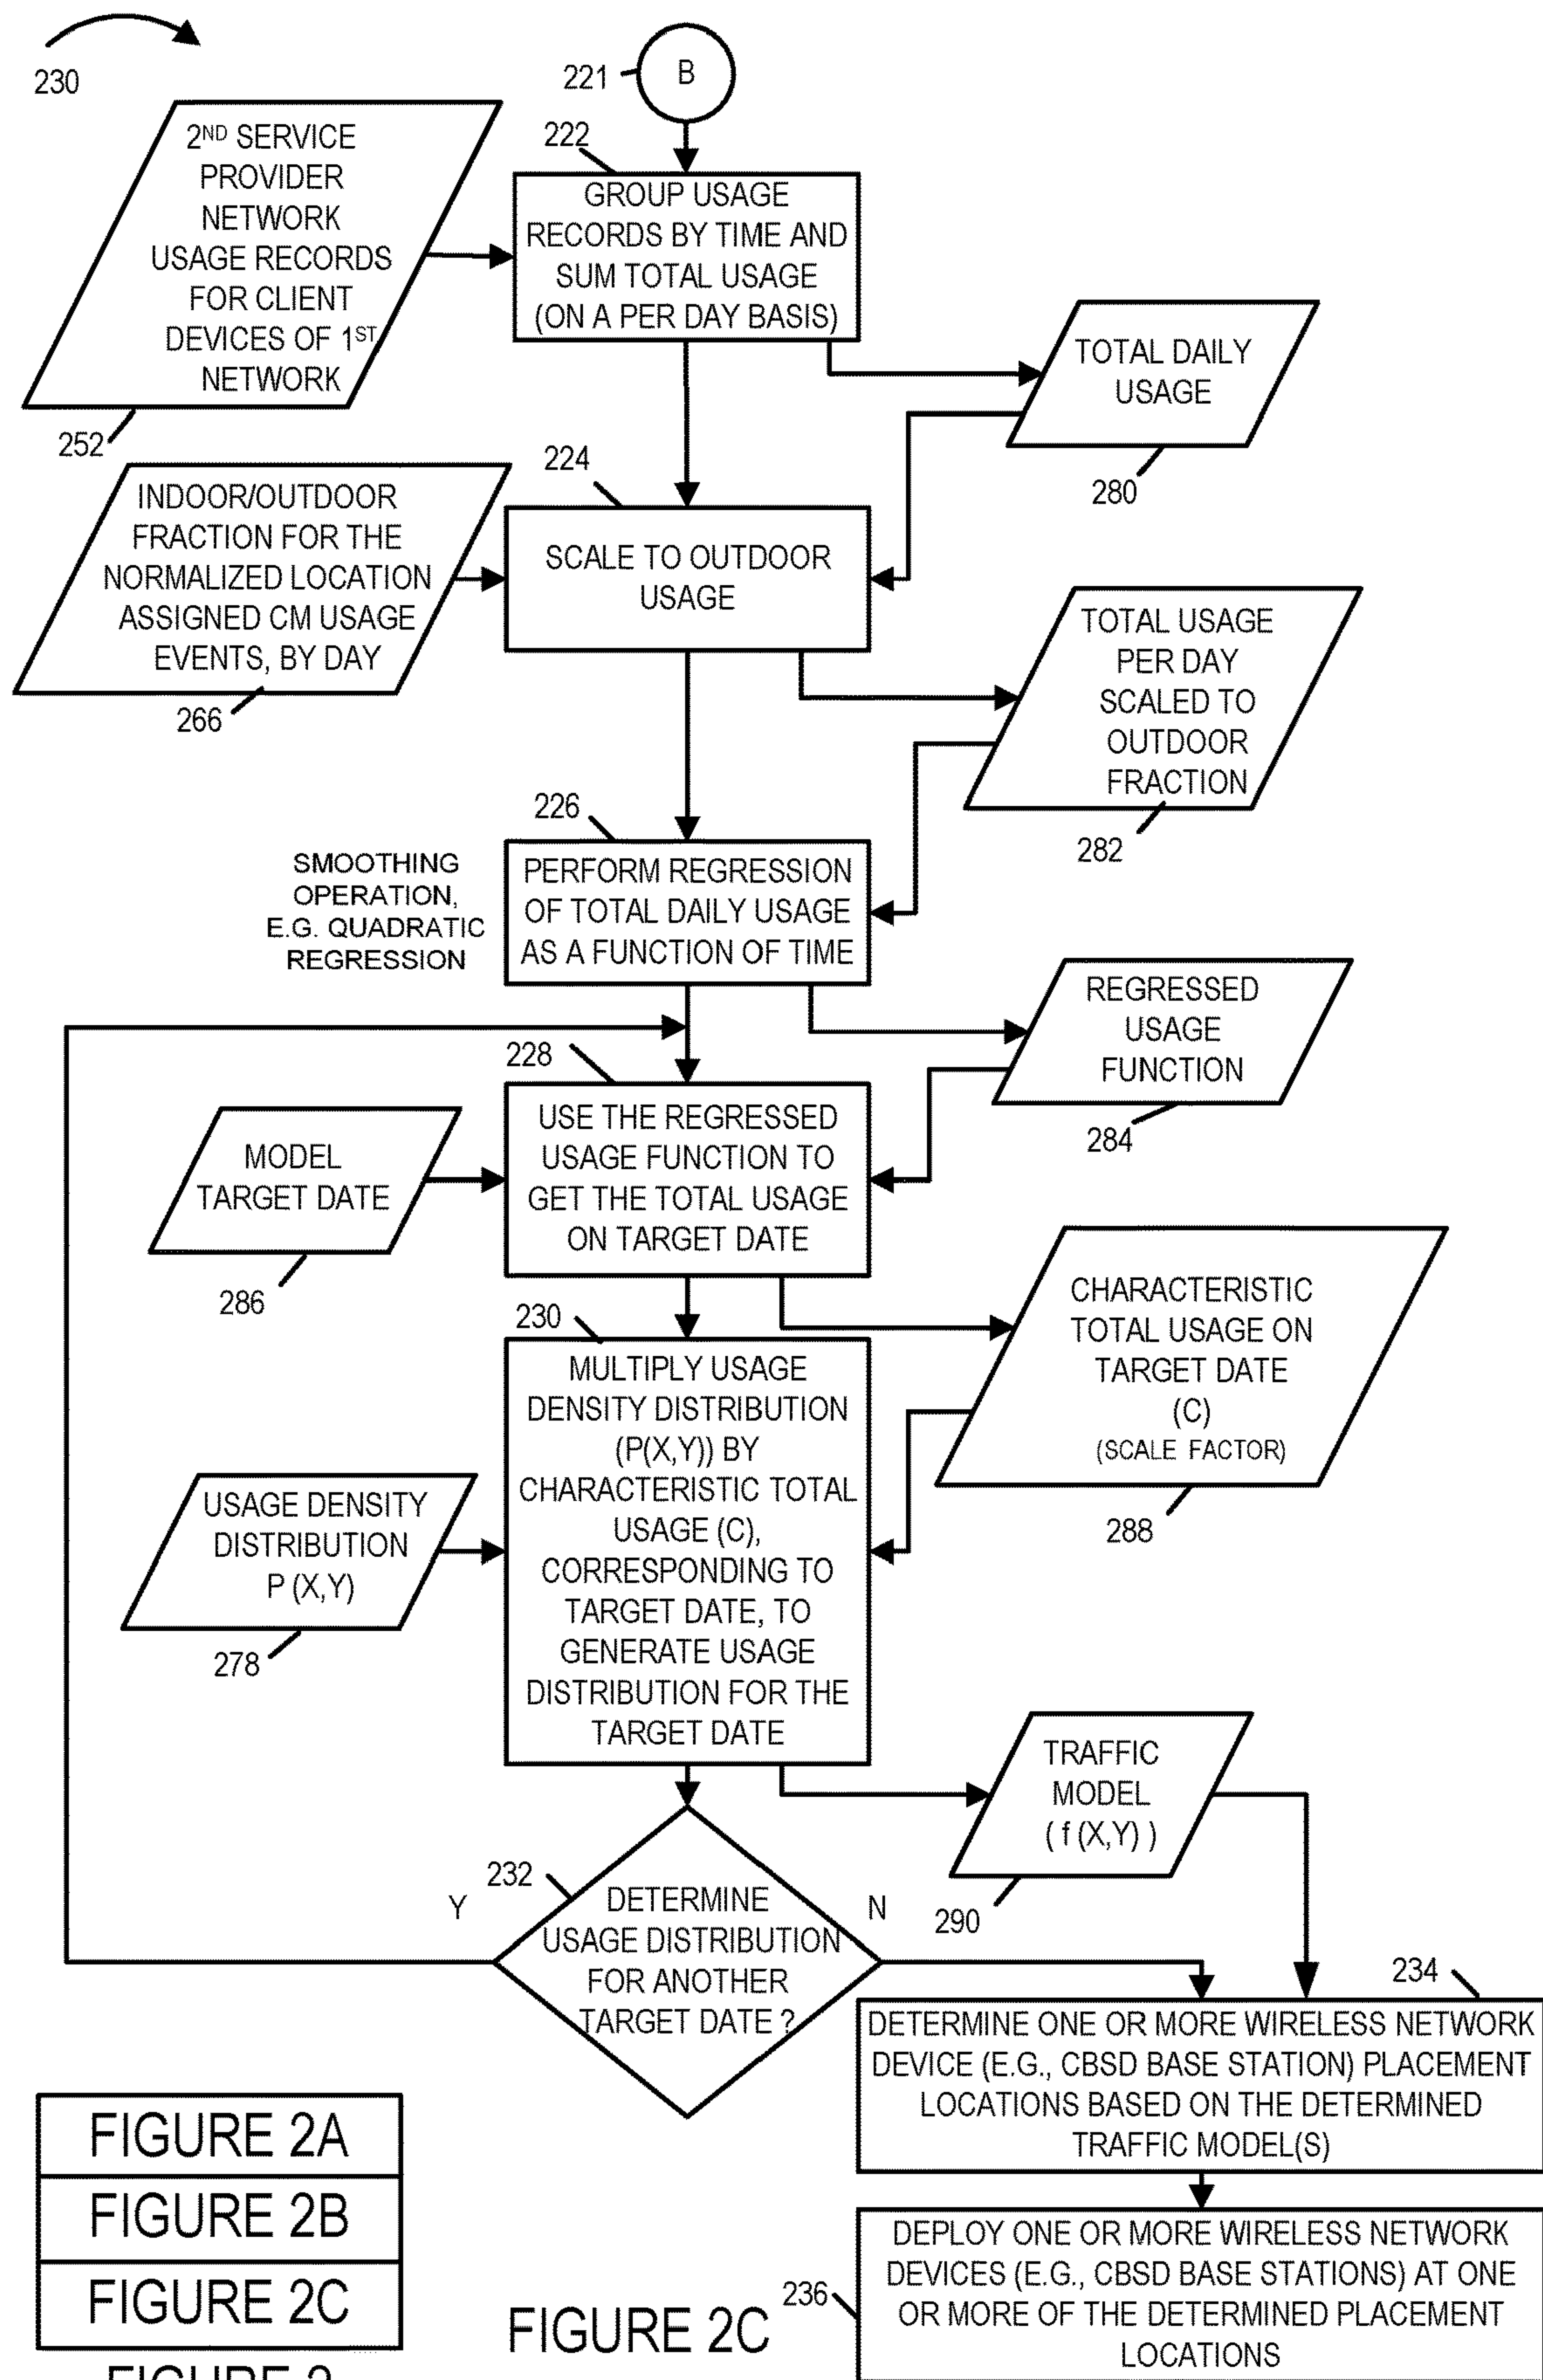 230
221
B
2ND SERVICE
PROVIDER
NETWORK
USAGE RECORDS
FOR CLIENT
DEVICES OF 1ST
NETWORK
252
222
GROUP USAGE
RECORDS BY TIME AND
SUM TOTAL USAGE
(ON A PER DAY BASIS)
TOTAL DAILY
USAGE
280
INDOOR/OUTDOOR
FRACTION FOR THE
NORMALIZED LOCATION
ASSIGNED CM USAGE
EVENTS, BY DAY
266
224
SCALE TO OUTDOOR
USAGE
TOTAL USAGE
PER DAY
SCALED TO
OUTDOOR
FRACTION
282
SMOOTHING
OPERATION,
E.G. QUADRATIC
REGRESSION
226
PERFORM REGRESSION
OF TOTAL DAILY USAGE
AS A FUNCTION OF TIME
REGRESSED
USAGE
FUNCTION
284
228
USE THE REGRESSED
USAGE FUNCTION TO
GET THE TOTAL USAGE
ON TARGET DATE
MODEL
TARGET DATE
286
CHARACTERISTIC
TOTAL USAGE ON
TARGET DATE
(C)
(SCALE FACTOR)
288
230
MULTIPLY USAGE
DENSITY DISTRIBUTION
(P(X,Y)) BY
CHARACTERISTIC TOTAL
USAGE (C),
CORRESPONDING TO
TARGET DATE, TO
GENERATE USAGE
DISTRIBUTION FOR THE
TARGET DATE
USAGE DENSITY
DISTRIBUTION
P (X,Y)
278
TRAFFIC
MODEL
( f (X,Y) )
290
232
Y
DETERMINE
USAGE DISTRIBUTION
FOR ANOTHER
TARGET DATE ?
N
234
DETERMINE ONE OR MORE WIRELESS NETWORK
DEVICE (E.G., CBSD BASE STATION) PLACEMENT
LOCATIONS BASED ON THE DETERMINED
TRAFFIC MODEL(S)
236
DEPLOY ONE OR MORE WIRELESS NETWORK
DEVICES (E.G., CBSD BASE STATIONS) AT ONE
OR MORE OF THE DETERMINED PLACEMENT
LOCATIONS
FIGURE 2A
FIGURE 2B
FIGURE 2C
FIGURE 2
FIGURE 2C